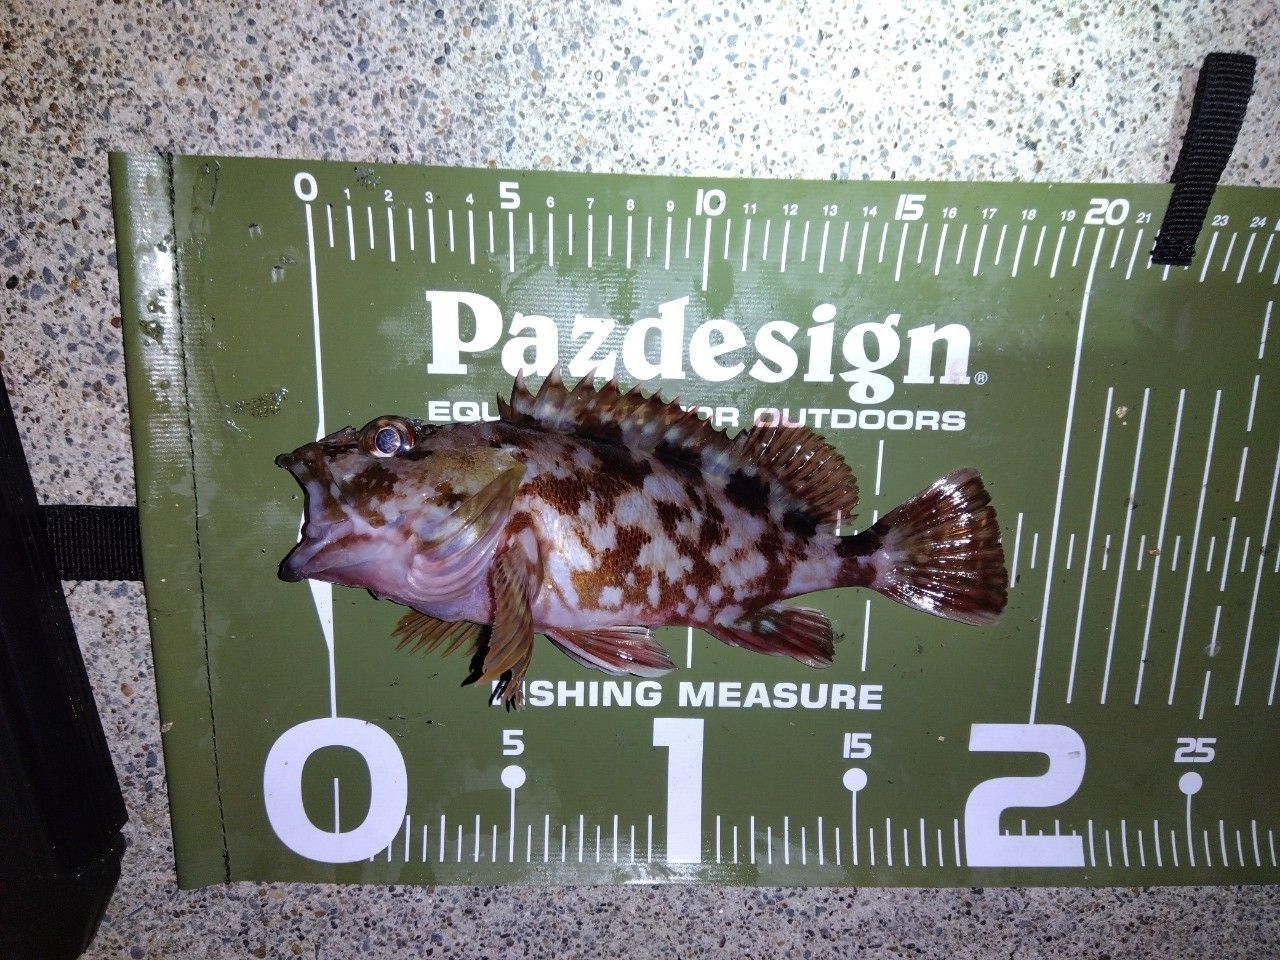 0 1 2 3 4 5 6 7 8 9 10 11 12 13 14 15 16 17 18 19 20 21 23 24
Pazdesign®
OR OUTDOORS
FISHING MEASURE
5 15 25
0 1 2